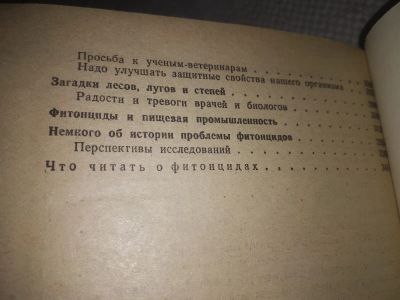 Просьба к ученым-ветеринарам . . . . . . . . . .
Надо улучшать защитные свойства нашего организма .
Загадки лесов, лугов и степей . . . . . . . . . . .
Радости и тревоги врачей и биологов . . . . . . .
Фитонциды и пищевая промышленность . . . . . . .
Немкого об истории проблемы фитонцидов . . . . . .
Перспективы исследований . . . . . . . . . . . .
Что читать о фитонцидах . . . . . . . . . . . .